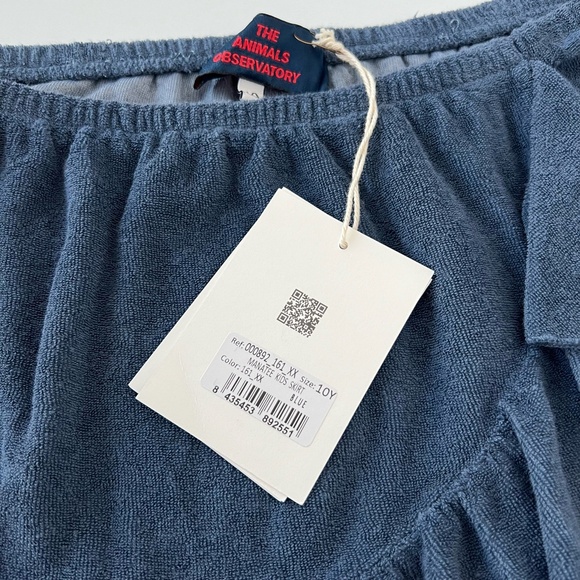 THE
ANIMALS
OBSERVATORY
Ref: 000892_161_XX Size: 10Y
MANATEE KIDS SKIRT
Color: 161_XX BLUE
8 435453 892551